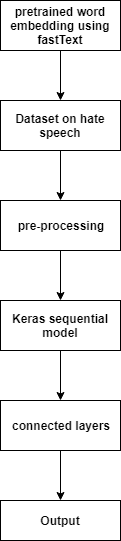 pretrained word
embedding using
fastText
Dataset on hate
speech
pre-processing
Keras sequential
model
connected layers
Output